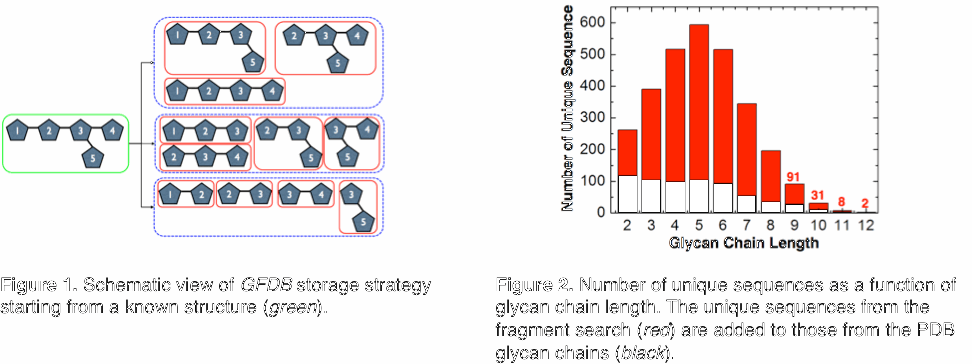 1 2 3
5
2 3 4
5
1 2 3 4
1 2 3 4
5
1 2 3
2 3 4
2 3
5
3 4
5
1 2
2 3
3 4
3
5
Figure 1. Schematic view of GFDB storage strategy
starting from a known structure (green).
Number of Unique Sequence
600
500
400
300
200
100
0
91
31
8
2
2 3 4 5 6 7 8 9 10 11 12
Glycan Chain Length
Figure 2. Number of unique sequences as a function of
glycan chain length. The unique sequences from the
fragment search (red) are added to those from the PDB
glycan chains (black).